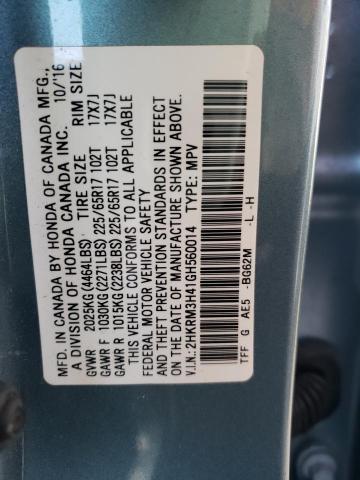 MFD. IN CANADA BY HONDA OF CANADA MFG.,
A DIVISION OF HONDA CANADA INC. 10/16
TIRE SIZE RIM SIZE
GVWR 2025KG(4464LBS)
GAWR F 1030KG(2271LBS)225/65R17 102T 17X7J
GAWR R 1015KG(2238LBS)225/65R17 102T 17X7J
THIS VEHICLE CONFORMS TO ALL APPLICABLE
FEDERAL MOTOR VEHICLE SAFETY
AND THEFT PREVENTION STANDARDS IN EFFECT
ON THE DATE OF MANUFACTURE SHOWN ABOVE.
V.I.N.: 2HKRM3H41GH560014 TYPE: MPV
TFF G AE5 -BG62M -L -H